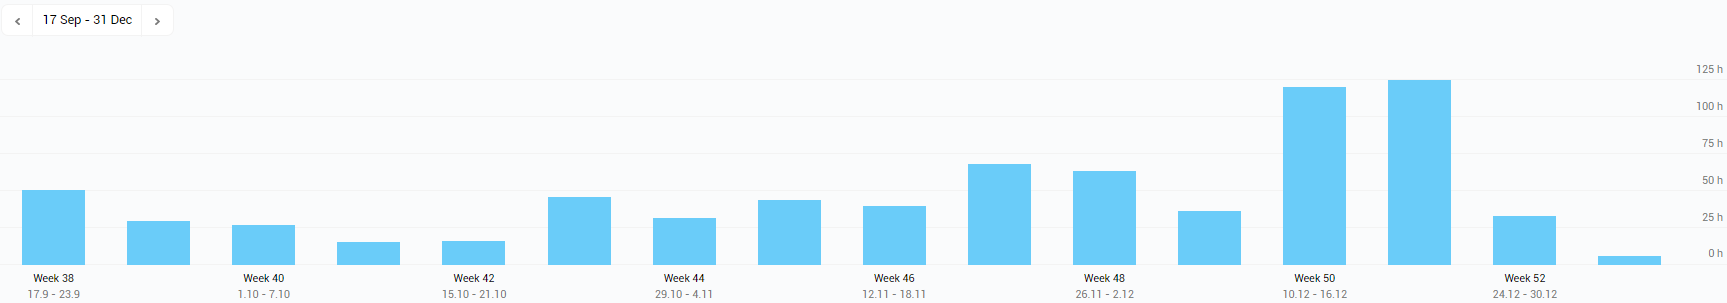 17 Sep - 31 Dec
125 h
100 h
75 h
50 h
25 h
0 h
Week 38 Week 40 Week 42 Week 44 Week 46 Week 48 Week 50 Week 52
17.9 - 23.9 1.10 - 7.10 15.10 - 21.10 29.10 - 4.11 12.11 - 18.11 26.11 - 2.12 10.12 - 16.12 24.12 - 30.12